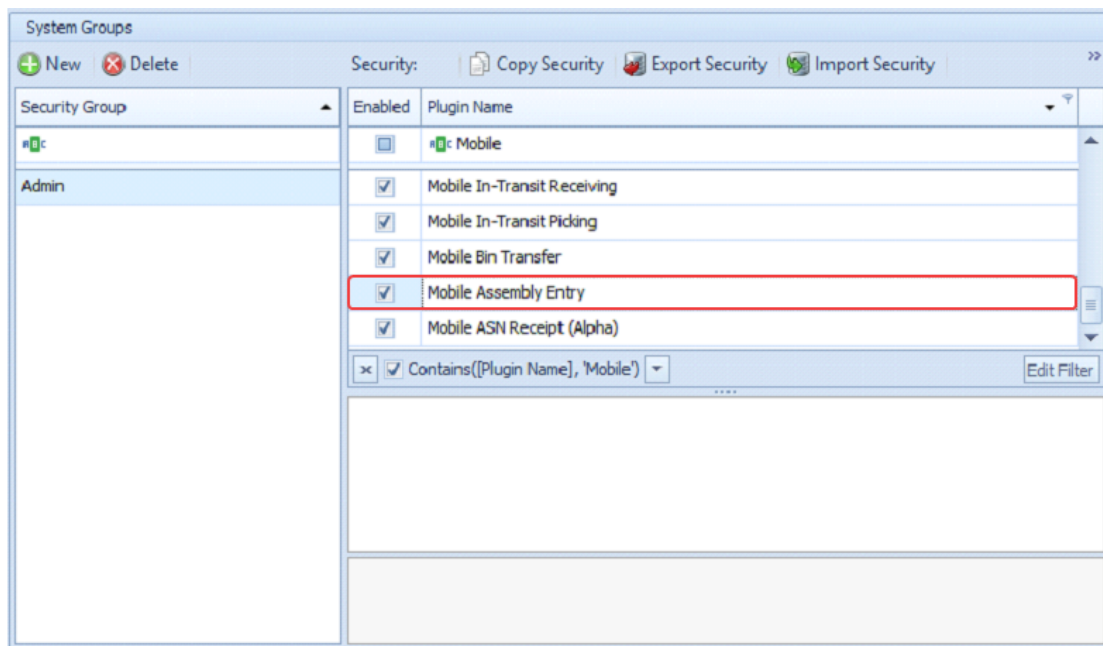 System Groups
New Delete Security: Copy Security Export Security Import Security »
Security Group Enabled Plugin Name
ABC ABC Mobile
Admin Mobile In-Transit Receiving
Mobile In-Transit Picking
Mobile Bin Transfer
Mobile Assembly Entry
Mobile ASN Receipt (Alpha)
Contains([Plugin Name], 'Mobile') Edit Filter